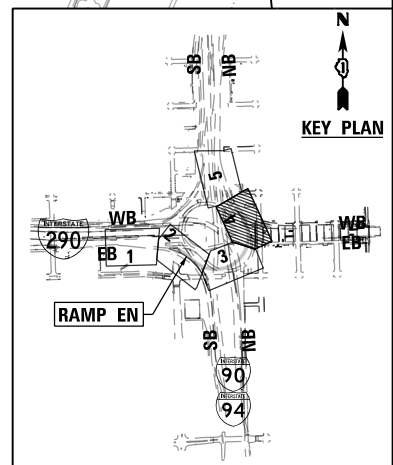 N
KEY PLAN
SB
NB
5
4
WB
INTERSTATE
290
EB
1
2
3
WB
EB
RAMP EN
SB
NB
INTERSTATE
90
INTERSTATE
94